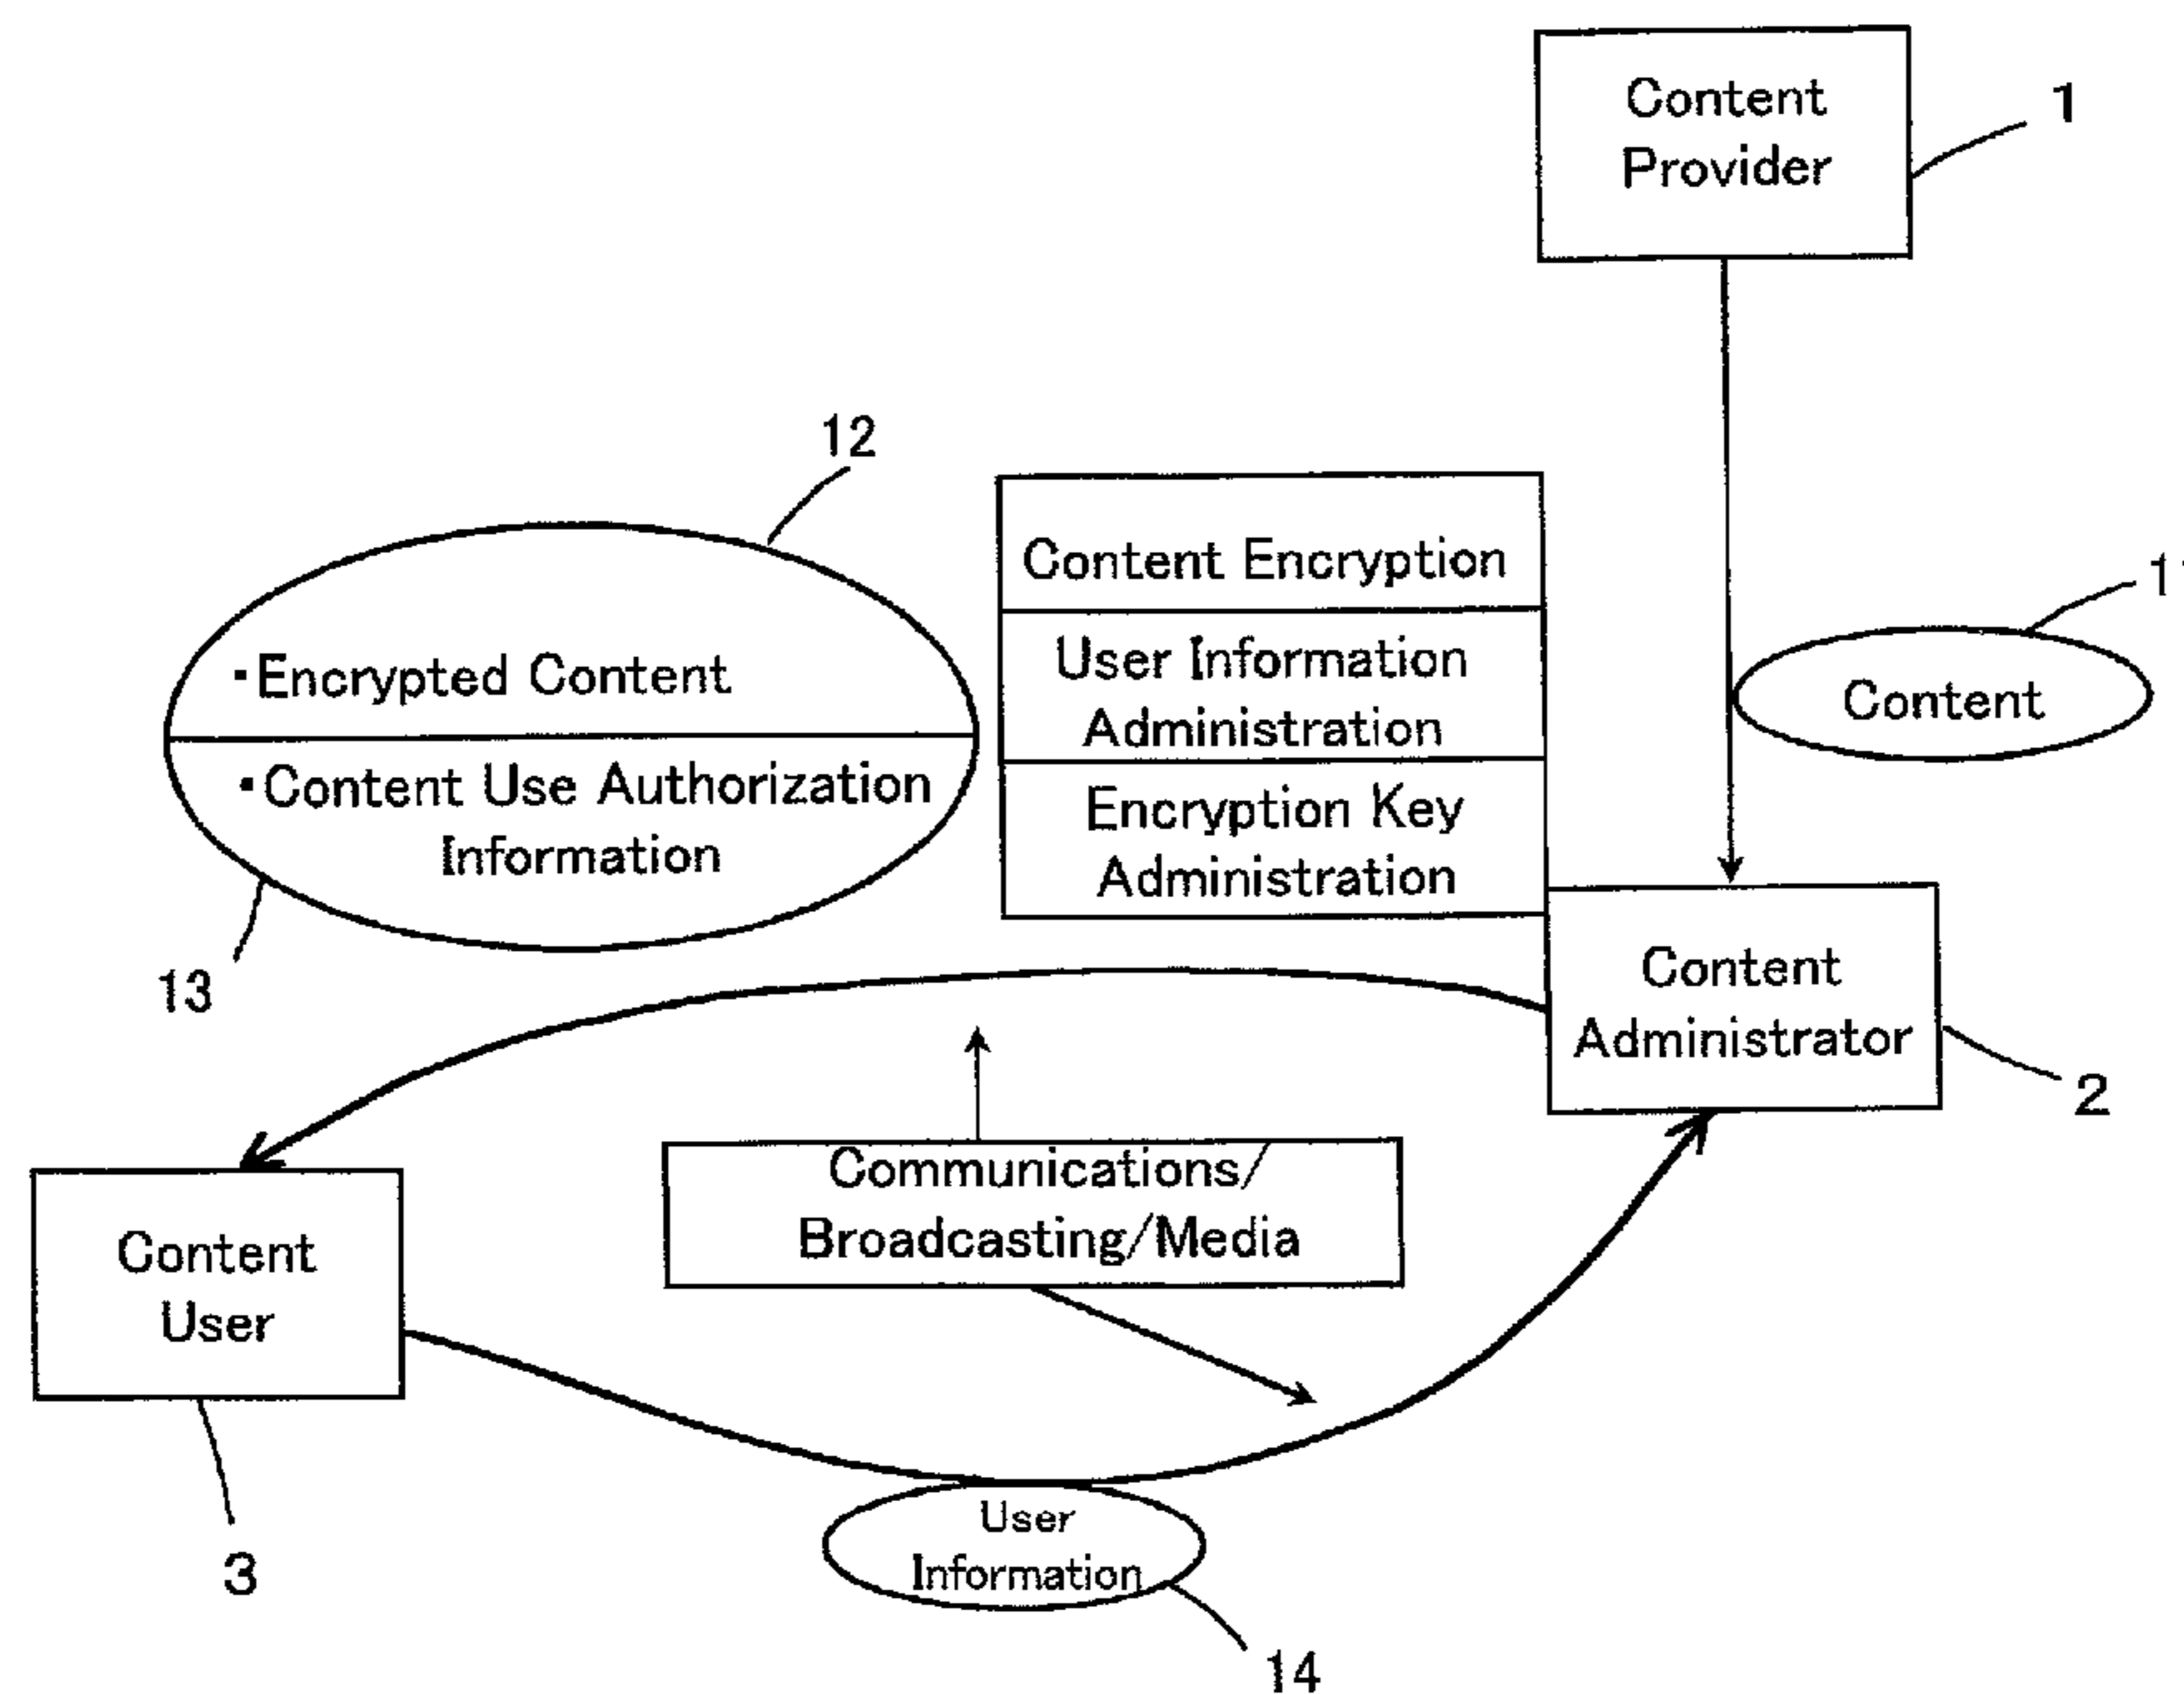 Content
Provider
1
12
Content Encryption
User Information
Administration
Encryption Key
Administration
Content
・Encrypted Content
・Content Use Authorization
Information
13
Content
Administrator
2
Communications/
Broadcasting/Media
Content
User
3
User
Information
14